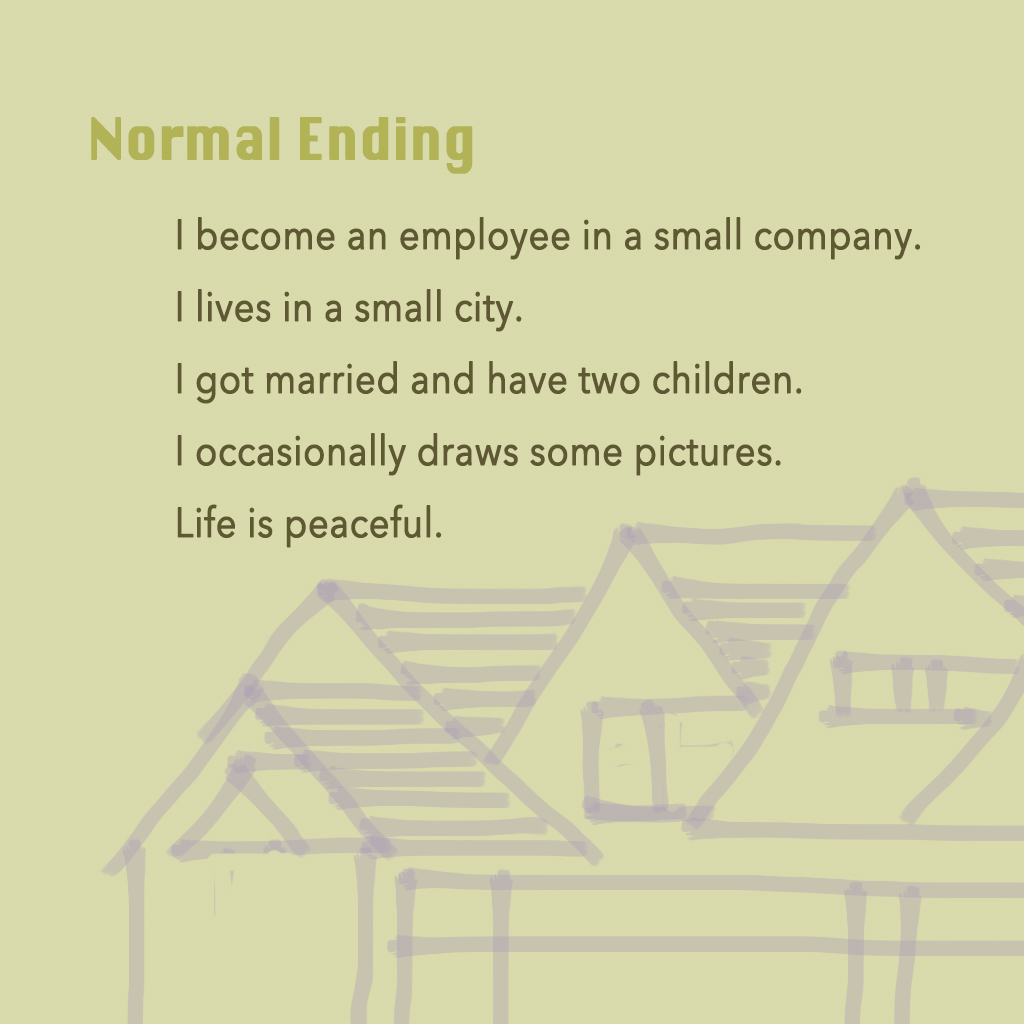 Normal Ending
I become an employee in a small company.
I lives in a small city.
I got married and have two children.
I occasionally draws some pictures.
Life is peaceful.